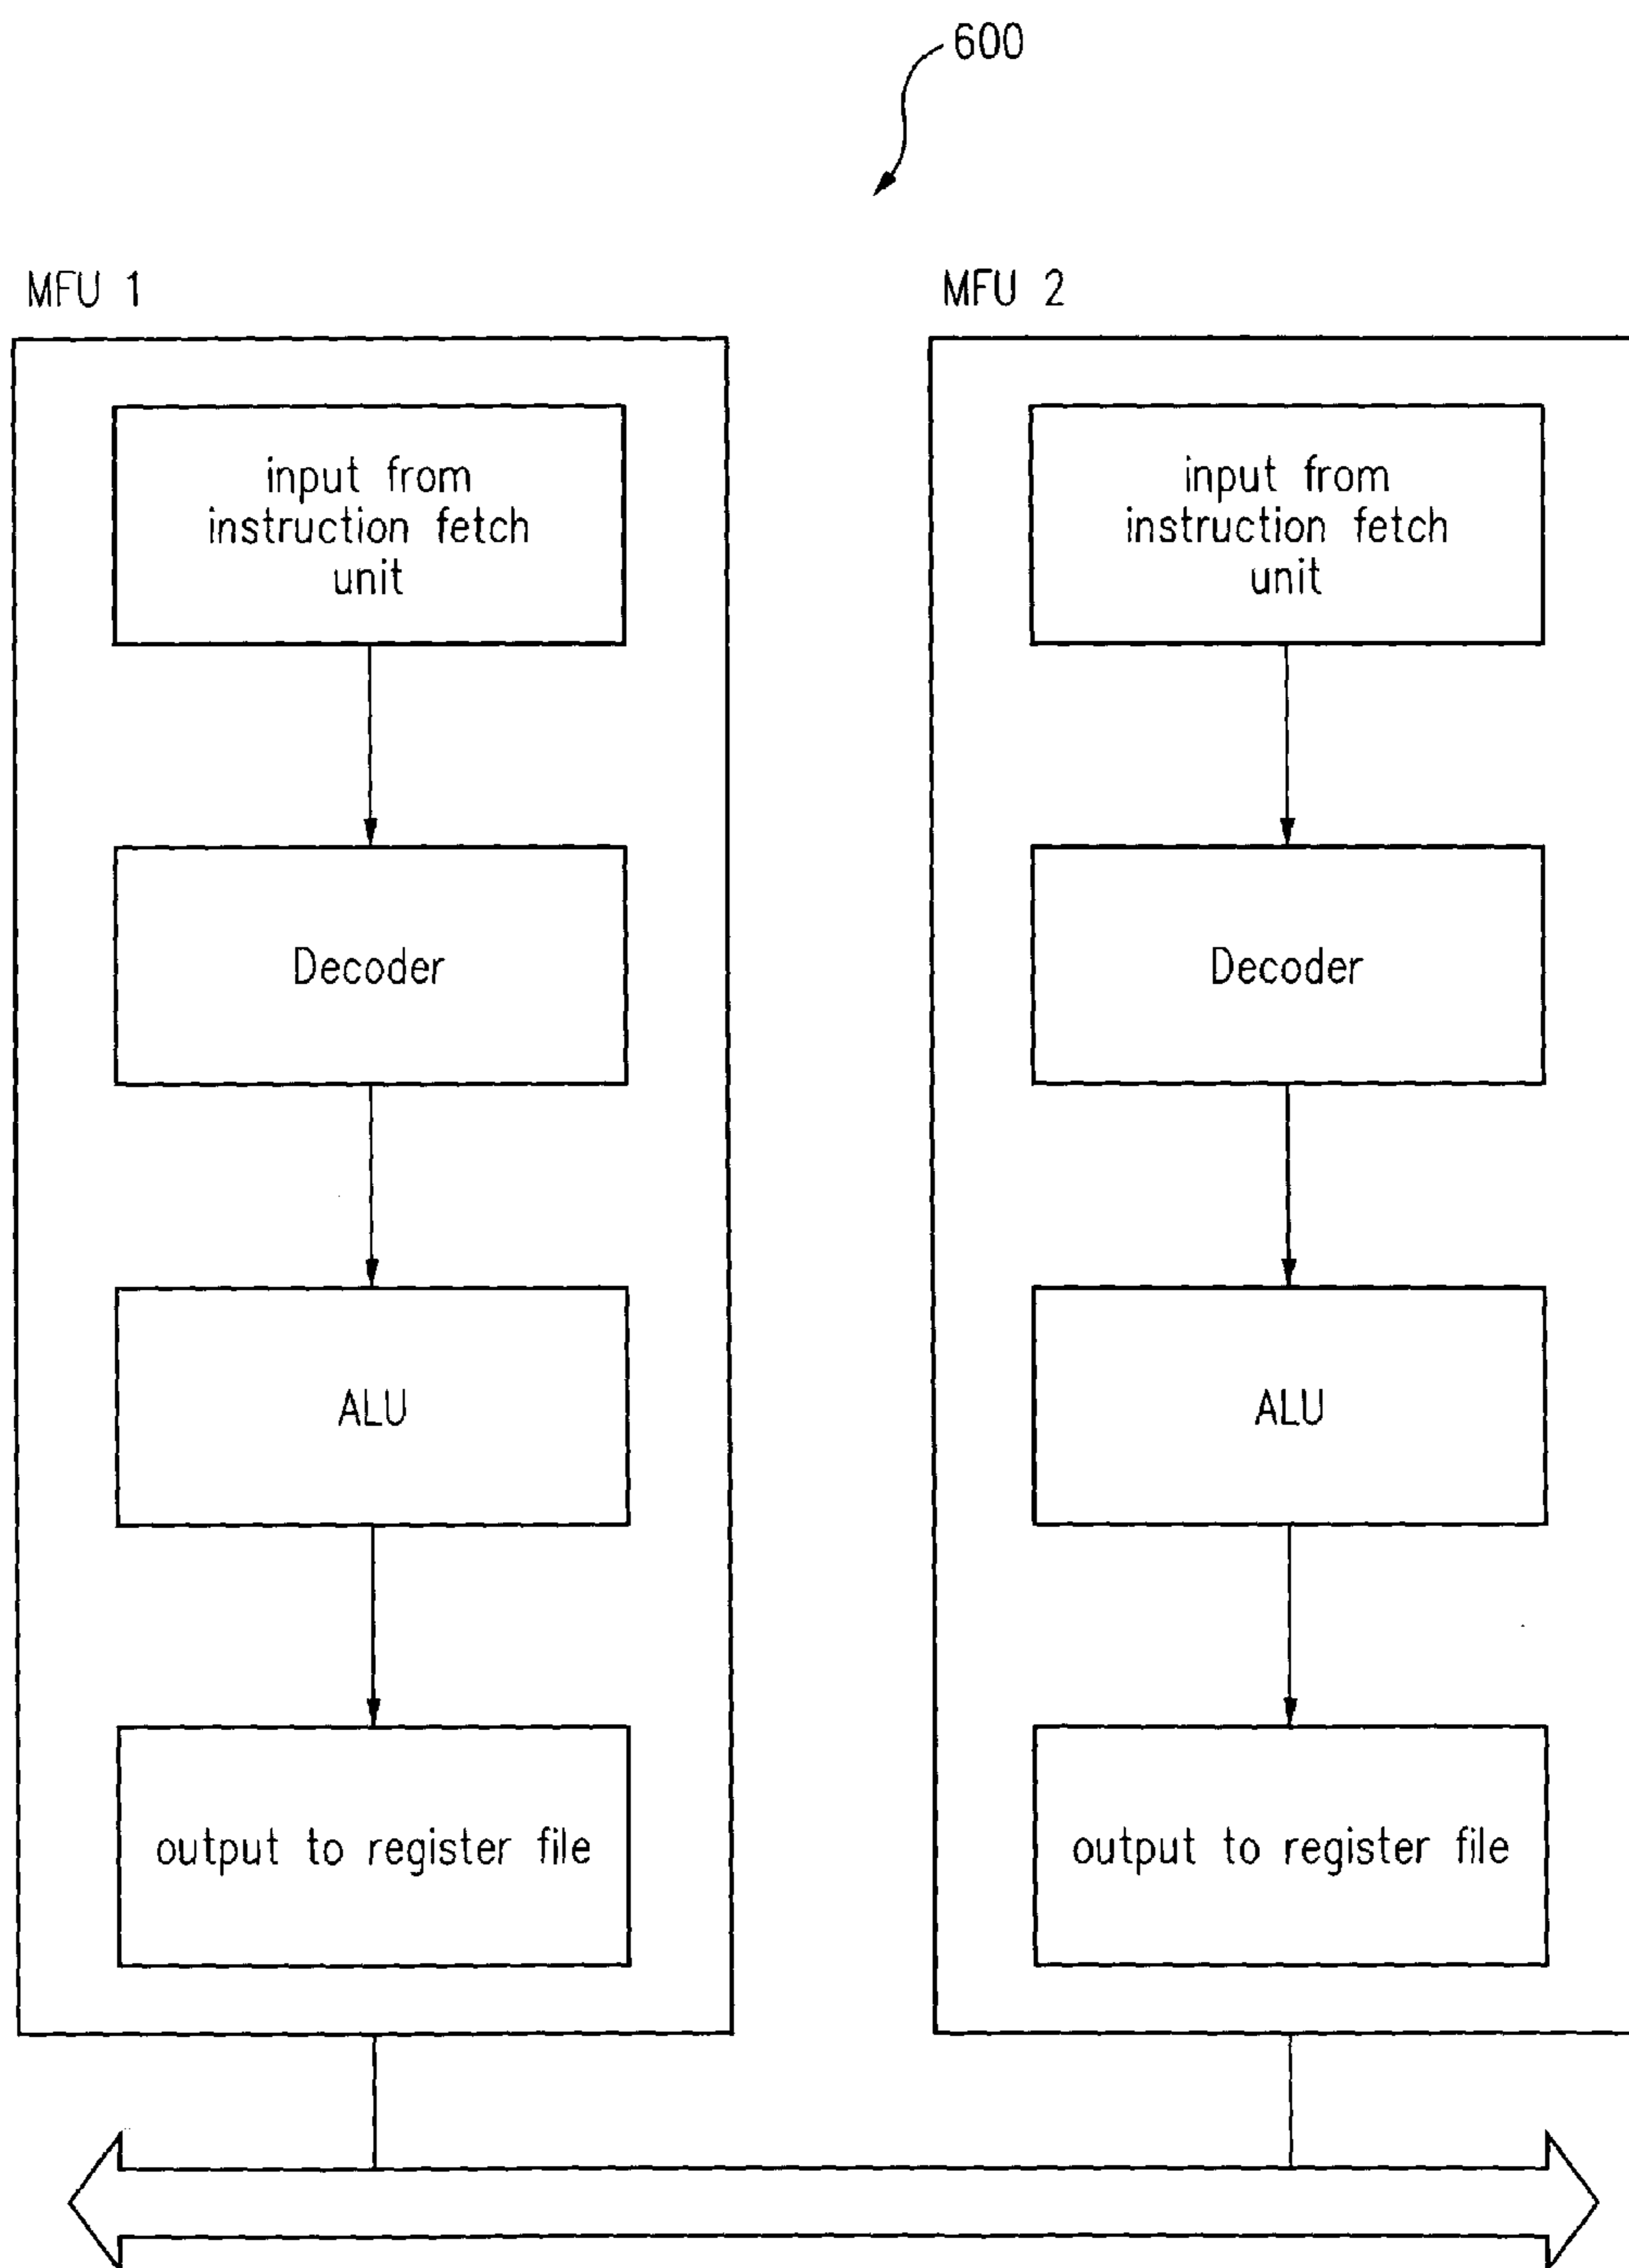 600
MFU 1
input from
instruction fetch
unit
Decoder
ALU
output to register file
MFU 2
input from
instruction fetch
unit
Decoder
ALU
output to register file